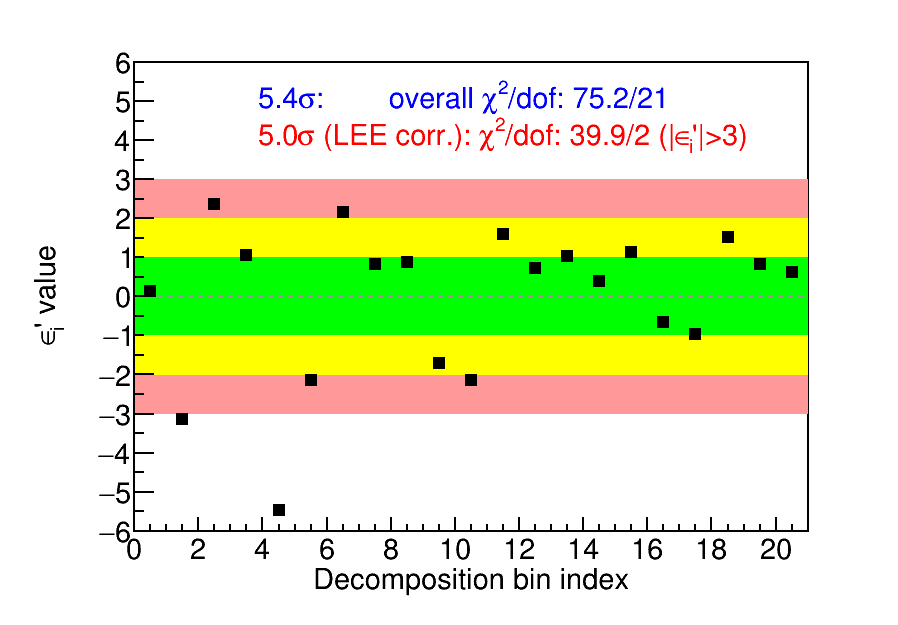 6
5
4
3
2
1
0
−1
−2
−3
−4
−5
−6
5.4σ: overall χ²/dof: 75.2/21
5.0σ (LEE corr.): χ²/dof: 39.9/2 (|ϵᵢ'|>3)
ϵᵢ' value
0 2 4 6 8 10 12 14 16 18 20
Decomposition bin index